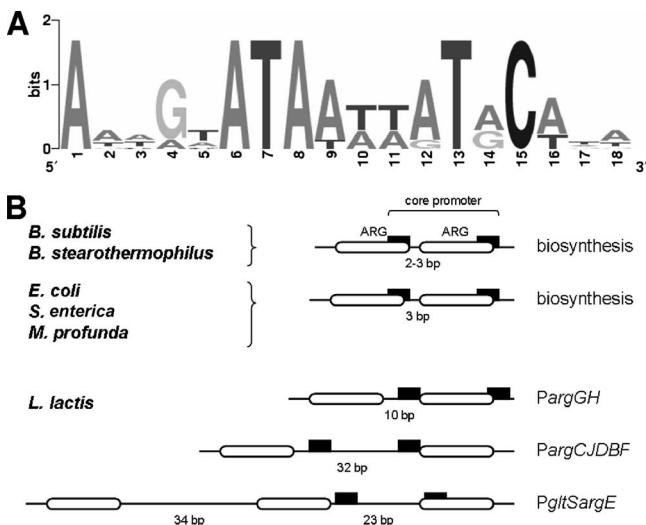 A
bits
2
1
0
5´
1 2 3 4 5 6 7 8 9 10 11 12 13 14 15 16 17 18
3´
A G T A T A A T T A T A C A
B
core promoter
B. subtilis
B. stearothermophilus
ARG ARG
2-3 bp
biosynthesis
E. coli
S. enterica
M. profunda
3 bp
biosynthesis
L. lactis
10 bp
PargGH
32 bp
PargCJDBF
34 bp
23 bp
PgltSargE